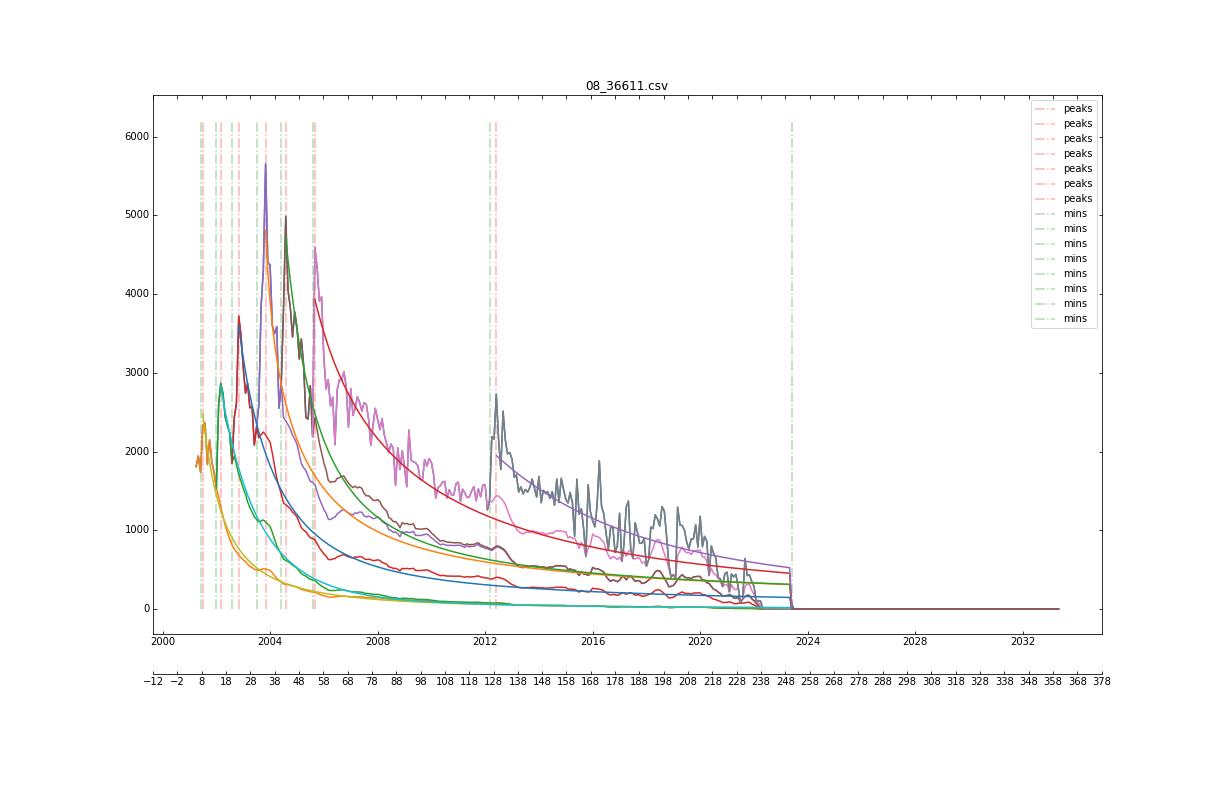 08_36611.csv
peaks
peaks
peaks
peaks
peaks
peaks
peaks
mins
mins
mins
mins
mins
mins
mins
mins
6000
5000
4000
3000
2000
1000
0
2000 2004 2008 2012 2016 2020 2024 2028 2032
−12 −2 8 18 28 38 48 58 68 78 88 98 108 118 128 138 148 158 168 178 188 198 208 218 228 238 248 258 268 278 288 298 308 318 328 338 348 358 368 378